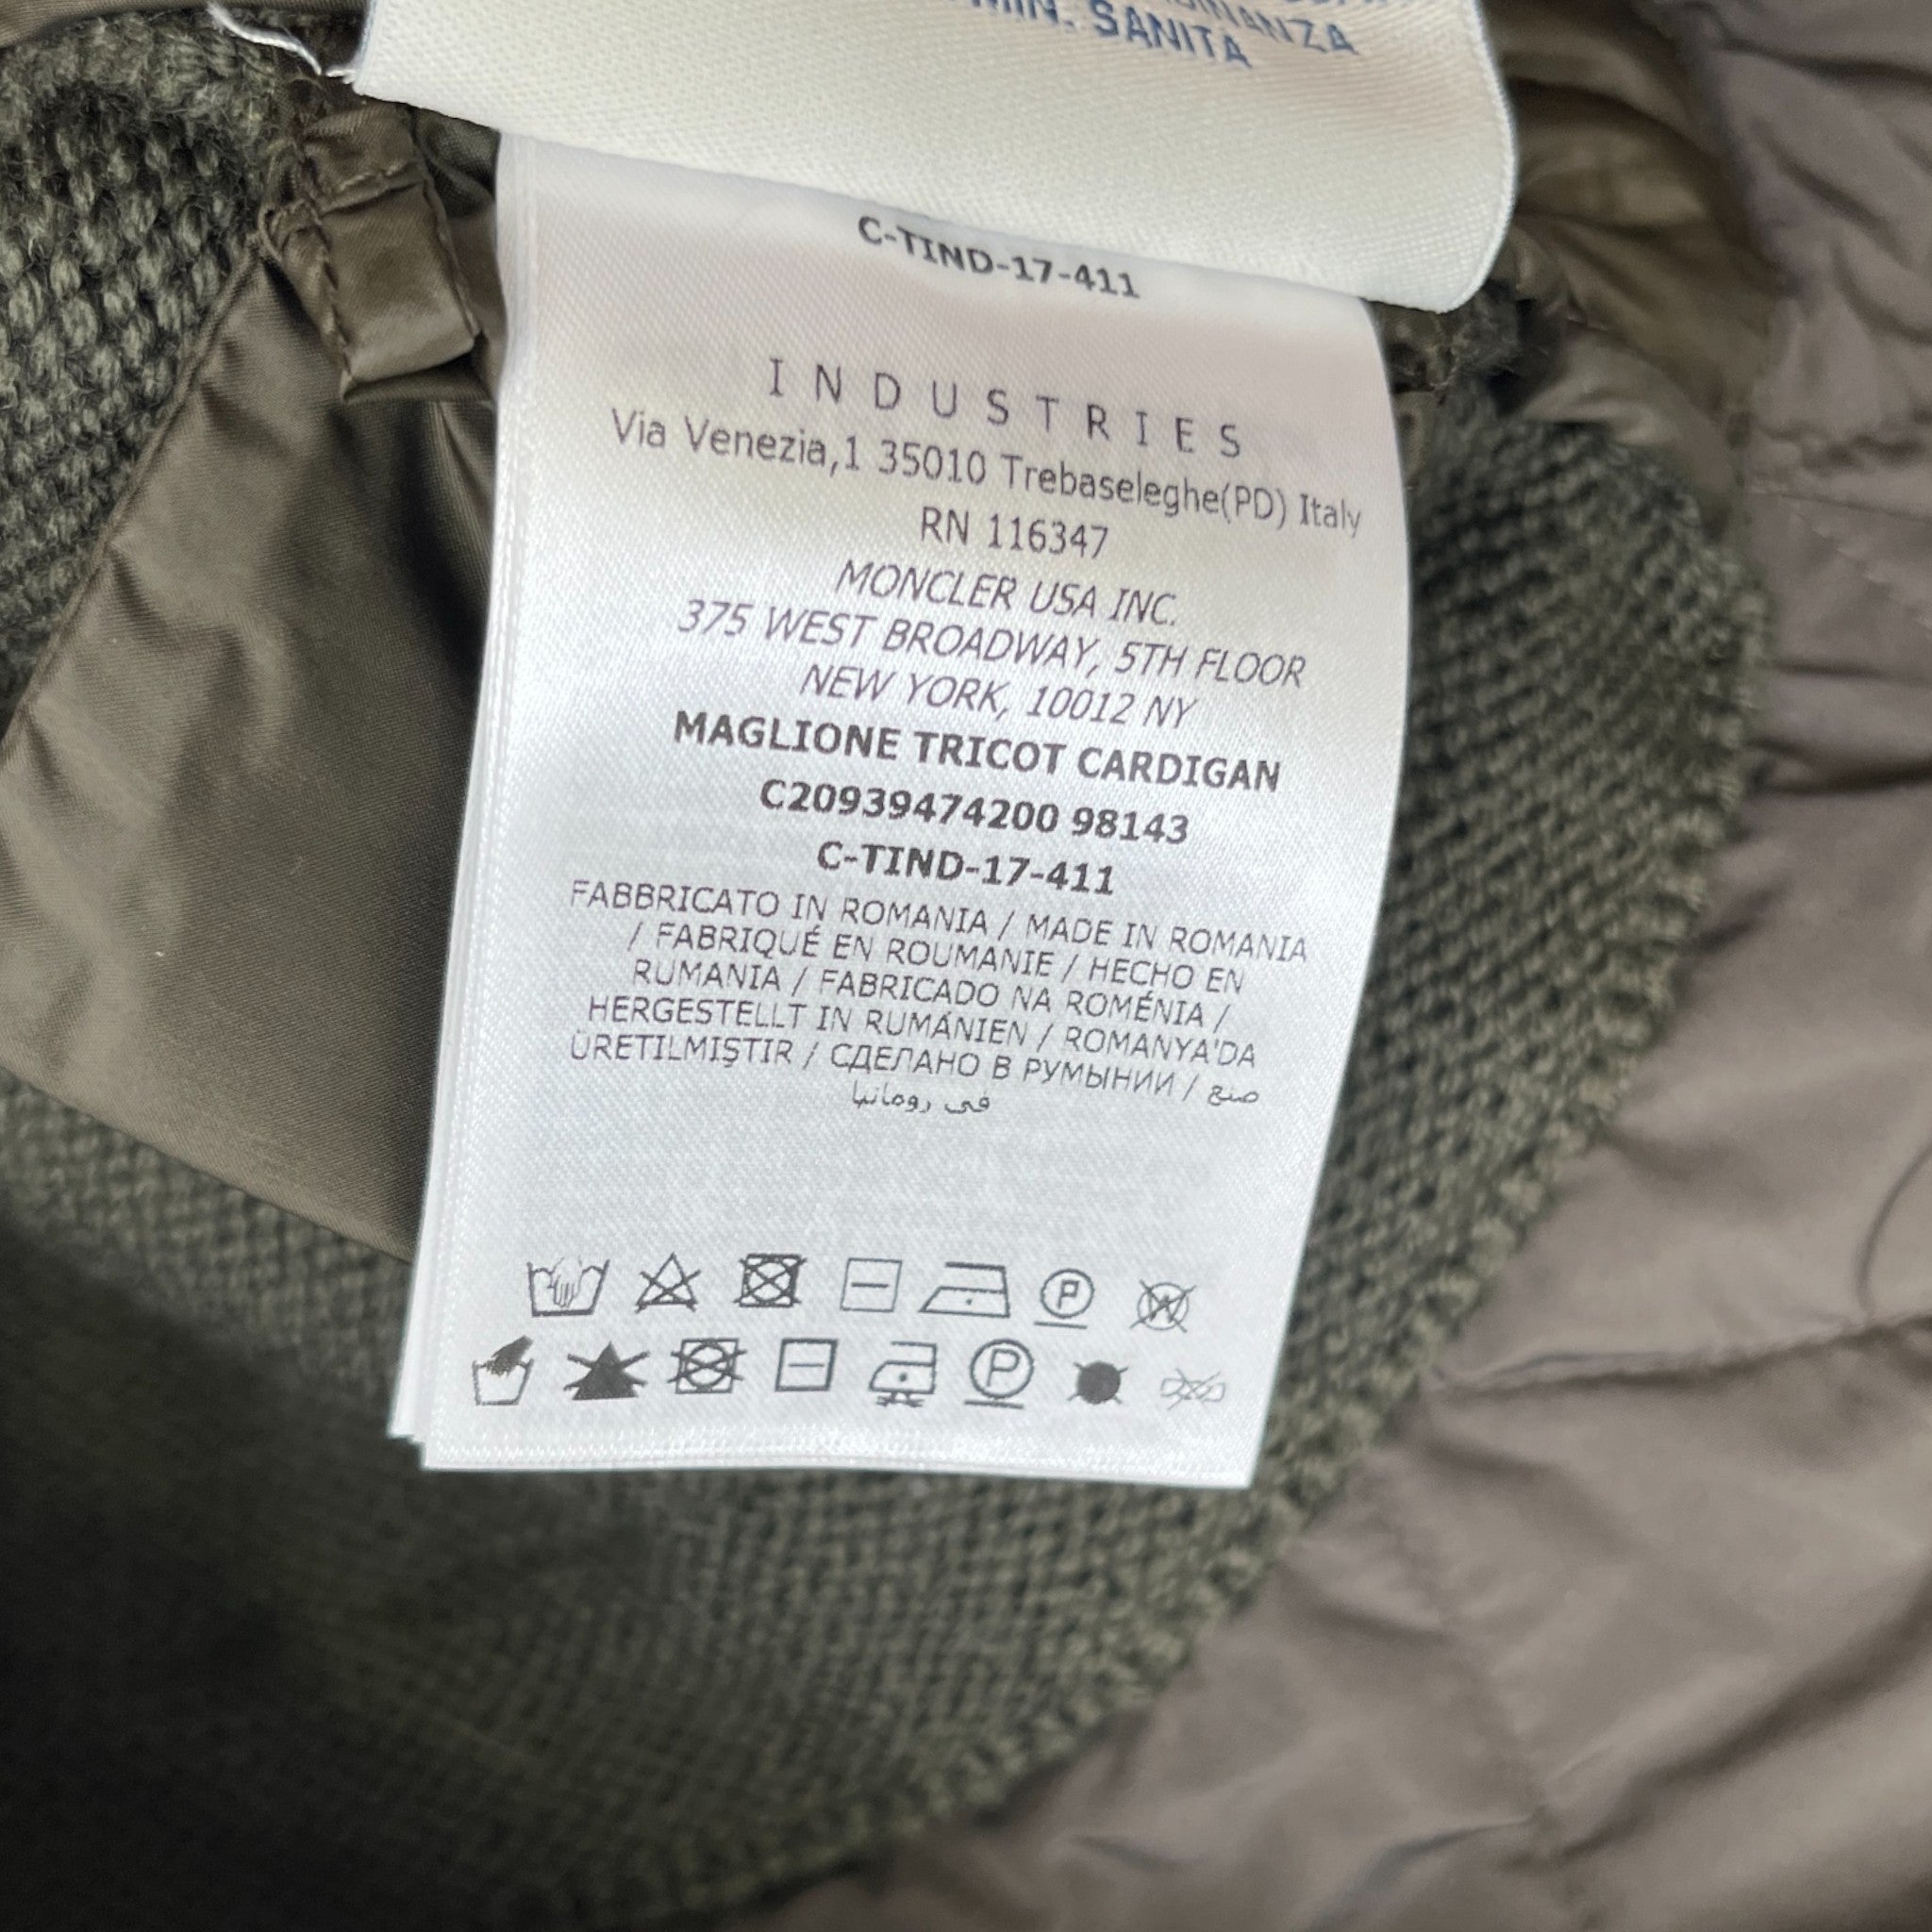 MIN. SANITA
C-TIND-17-411
INDUSTRIES
Via Venezia,1 35010 Trebaseleghe(PD) Italy
RN 116347
MONCLER USA INC.
375 WEST BROADWAY, 5TH FLOOR
NEW YORK, 10012 NY
MAGLIONE TRICOT CARDIGAN
C20939474200 98143
C-TIND-17-411
FABBRICATO IN ROMANIA / MADE IN ROMANIA
/ FABRIQUÉ EN ROUMANIE / HECHO EN
RUMANIA / FABRICADO NA ROMÉNIA /
HERGESTELLT IN RUMÄNIEN / ROMANYA'DA
ÜRETILMIŞTIR / СДЕЛАНО В РУМЫНИИ / صنع
في رومانيا
P W
P